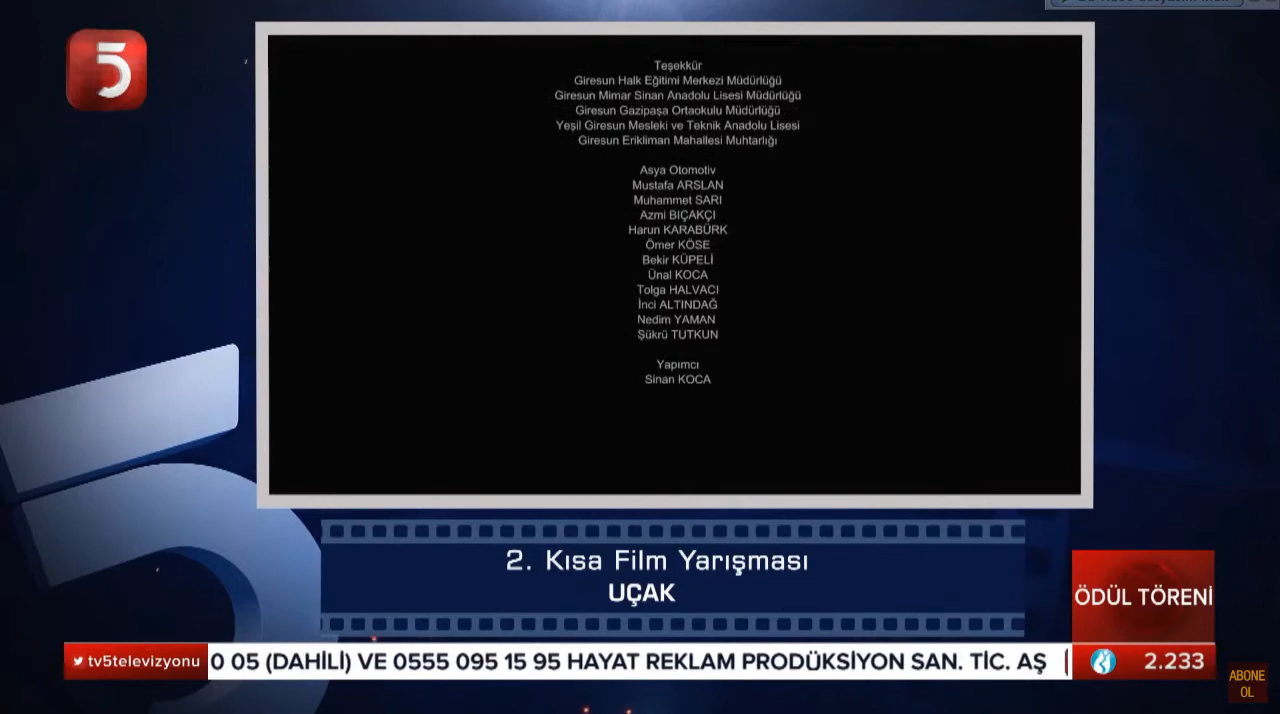 5
Teşekkür
Giresun Halk Eğitimi Merkezi Müdürlüğü
Giresun Mimar Sinan Anadolu Lisesi Müdürlüğü
Giresun Gazipaşa Ortaokulu Müdürlüğü
Yeşil Giresun Mesleki ve Teknik Anadolu Lisesi
Giresun Erikliman Mahallesi Muhtarlığı
Asya Otomotiv
Mustafa ARSLAN
Muhammet SARI
Azmi BIÇAKÇI
Harun KARABÜRK
Ömer KÖSE
Bekir KÜPELİ
Ünal KOCA
Tolga HALVACI
İnci ALTINDAĞ
Nedim YAMAN
Şükrü TUTKUN
Yapımcı
Sinan KOCA
2. Kısa Film Yarışması
UÇAK
ÖDÜL TÖRENİ
tv5televizyonu
0 05 (DAHİLİ) VE 0555 095 15 95 HAYAT REKLAM PRODÜKSİYON SAN. TİC. AŞ
2.233
ABONE
OL